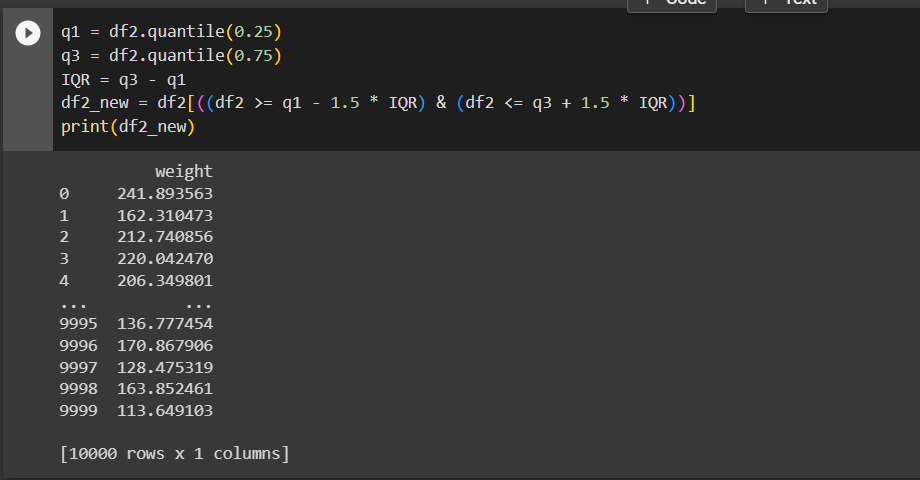 + Code + Text
q1 = df2.quantile(0.25)
q3 = df2.quantile(0.75)
IQR = q3 - q1
df2_new = df2[((df2 >= q1 - 1.5 * IQR) & (df2 <= q3 + 1.5 * IQR))]
print(df2_new)
weight
0 241.893563
1 162.310473
2 212.740856
3 220.042470
4 206.349801
... ...
9995 136.777454
9996 170.867906
9997 128.475319
9998 163.852461
9999 113.649103
[10000 rows x 1 columns]